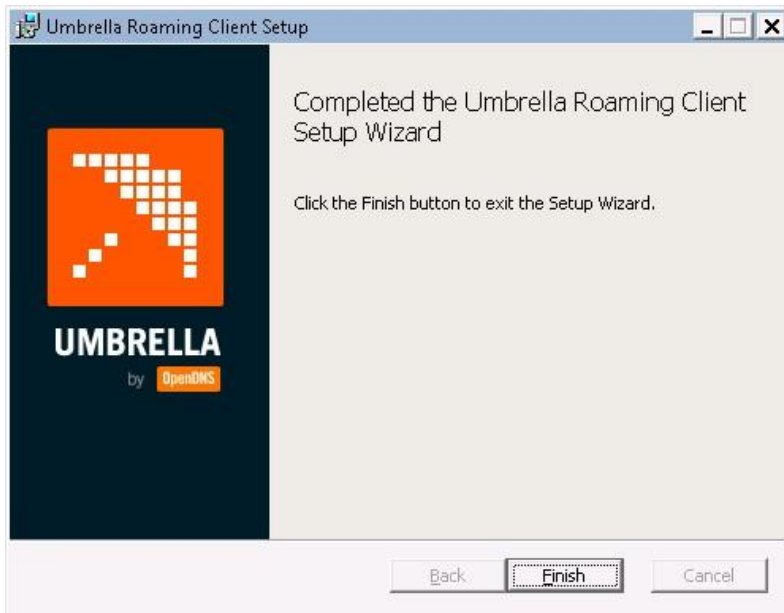 Umbrella Roaming Client Setup
Completed the Umbrella Roaming Client
Setup Wizard
Click the Finish button to exit the Setup Wizard.
UMBRELLA
by OpenDNS
Back Finish Cancel